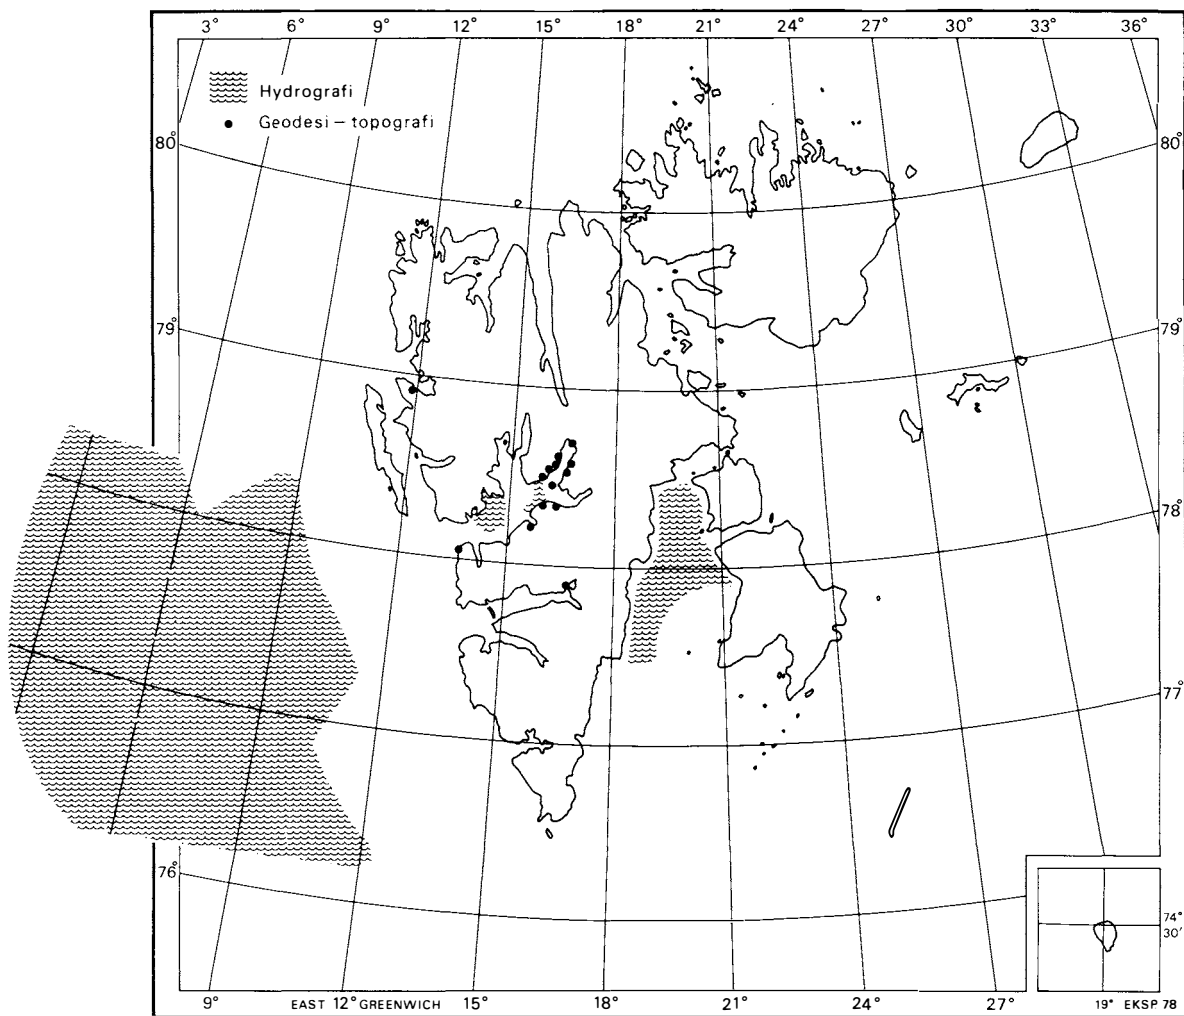 3° 6° 9° 12° 15° 18° 21° 24° 27° 30° 33° 36°
Hydrografi
Geodesi – topografi
80° 80°
79° 79°
78°
77°
76°
74°
30'
9° EAST 12° GREENWICH 15° 18° 21° 24° 27° 19° EKSP. 78